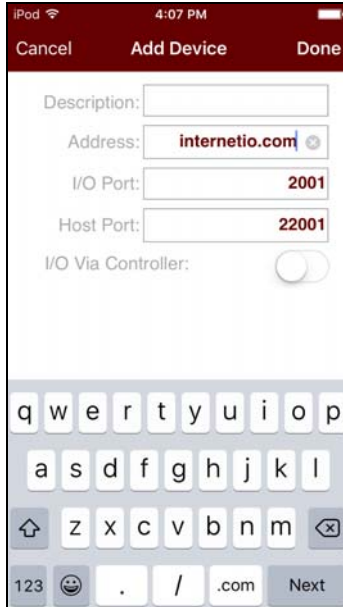 iPod 4:07 PM
Cancel Add Device Done
Description:
Address: internetio.com
I/O Port: 2001
Host Port: 22001
I/O Via Controller:
q w e r t y u i o p
a s d f g h j k l
z x c v b n m
123 . / .com Next